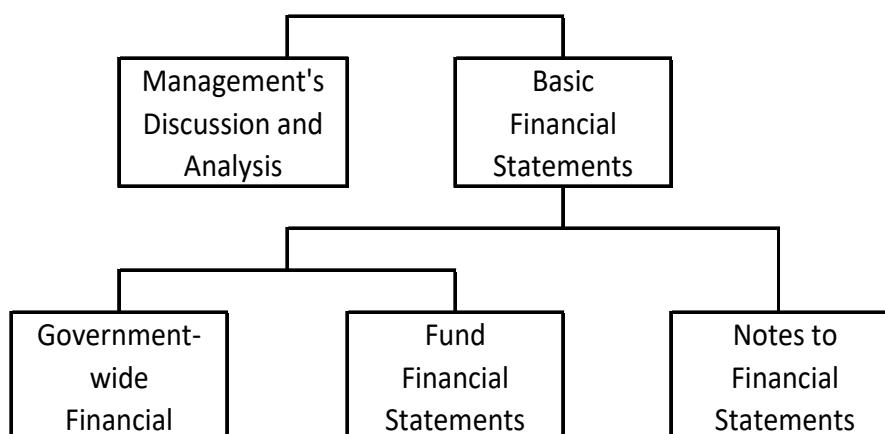 Management's
Discussion and
Analysis
Basic
Financial
Statements
Government-
wide
Financial
Fund
Financial
Statements
Notes to
Financial
Statements